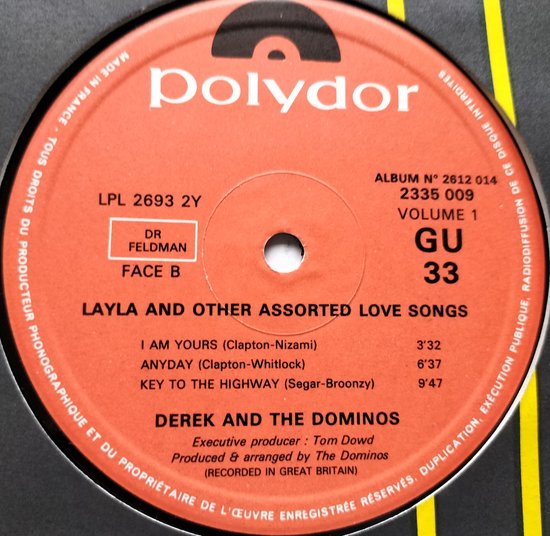 polydor
MADE IN FRANCE · TOUS DROITS DU PRODUCTEUR PHONOGRAPHIQUE ET DU PROPRIÉTAIRE DE L'ŒUVRE ENREGISTRÉE RÉSERVÉS. DUPLICATION, EXÉCUTION PUBLIQUE, RADIODIFFUSION DE CE DISQUE INTERDITES
ALBUM N° 2612 014
LPL 2693 2Y
2335 009
VOLUME 1
DR
FELDMAN
GU
FACE B
33
LAYLA AND OTHER ASSORTED LOVE SONGS
I AM YOURS (Clapton-Nizami) 3'32
ANYDAY (Clapton-Whitlock) 6'37
KEY TO THE HIGHWAY (Segar-Broonzy) 9'47
DEREK AND THE DOMINOS
Executive producer : Tom Dowd
Produced & arranged by The Dominos
(RECORDED IN GREAT BRITAIN)